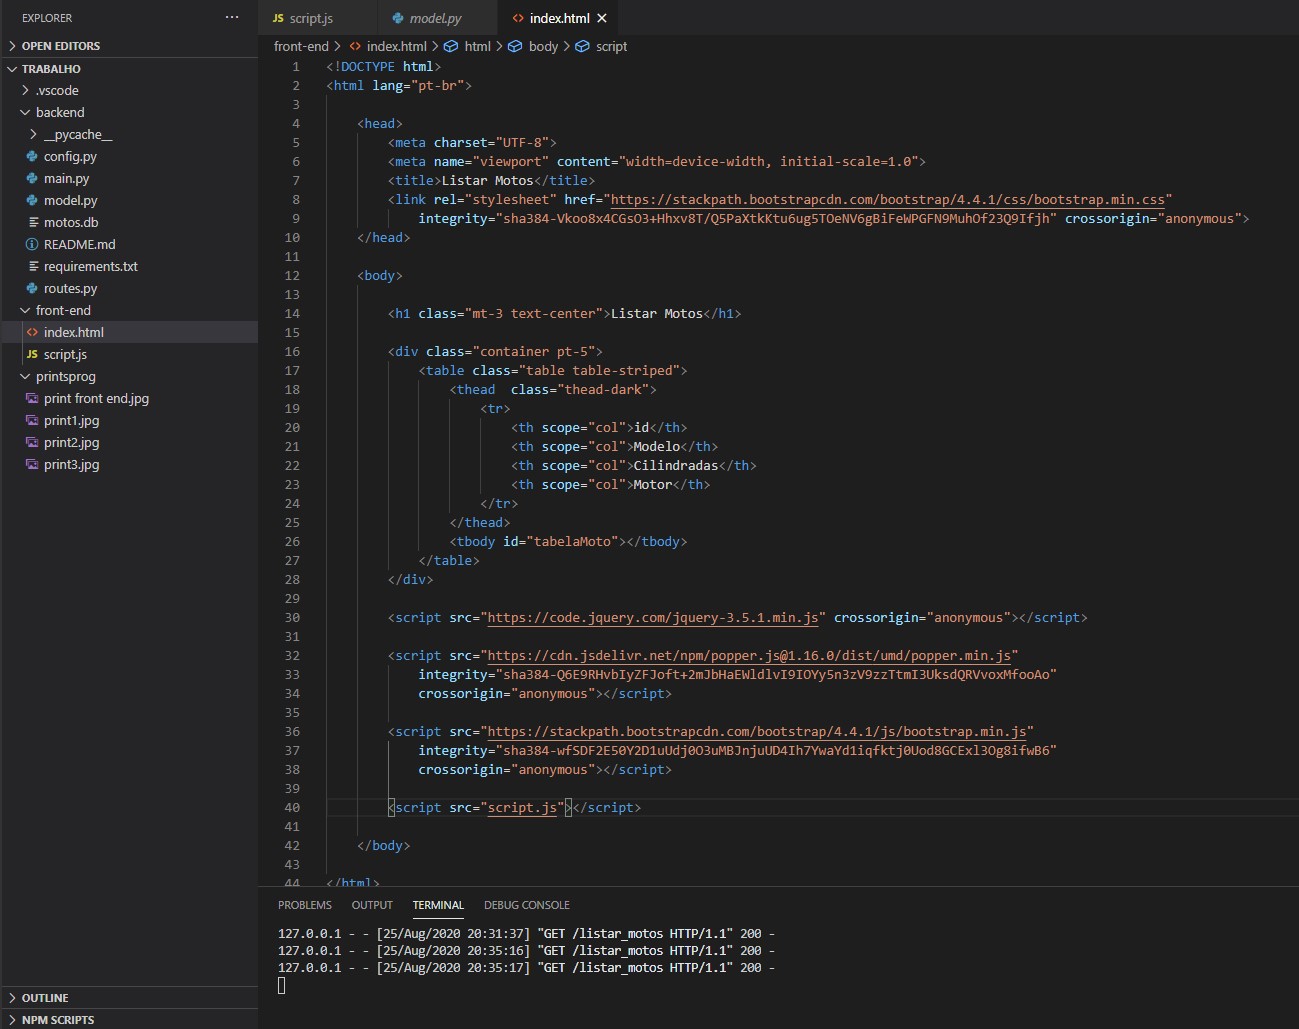 EXPLORER ...
OPEN EDITORS
TRABALHO
.vscode
backend
__pycache__
config.py
main.py
model.py
motos.db
README.md
requirements.txt
routes.py
front-end
index.html
JS script.js
printsprog
print front end.jpg
print1.jpg
print2.jpg
print3.jpg
OUTLINE
NPM SCRIPTS
JS script.js model.py index.html
front-end > index.html > html > body > script
1 <!DOCTYPE html>
2 <html lang="pt-br">
3
4 <head>
5 <meta charset="UTF-8">
6 <meta name="viewport" content="width=device-width, initial-scale=1.0">
7 <title>Listar Motos</title>
8 <link rel="stylesheet" href="https://stackpath.bootstrapcdn.com/bootstrap/4.4.1/css/bootstrap.min.css"
9 integrity="sha384-Vkoo8x4CGsO3+Hhxv8T/Q5PaXtkKtu6ug5TOeNV6gBiFeWPGFN9MuhOf23Q9Ifjh" crossorigin="anonymous">
10 </head>
11
12 <body>
13
14 <h1 class="mt-3 text-center">Listar Motos</h1>
15
16 <div class="container pt-5">
17 <table class="table table-striped">
18 <thead  class="thead-dark">
19 <tr>
20 <th scope="col">id</th>
21 <th scope="col">Modelo</th>
22 <th scope="col">Cilindradas</th>
23 <th scope="col">Motor</th>
24 </tr>
25 </thead>
26 <tbody id="tabelaMoto"></tbody>
27 </table>
28 </div>
29
30 <script src="https://code.jquery.com/jquery-3.5.1.min.js" crossorigin="anonymous"></script>
31
32 <script src="https://cdn.jsdelivr.net/npm/popper.js@1.16.0/dist/umd/popper.min.js"
33 integrity="sha384-Q6E9RHvbIyZFJoft+2mJbHaEWldlvI9IOYy5n3zV9zzTtmI3UksdQRVvoxMfooAo"
34 crossorigin="anonymous"></script>
35
36 <script src="https://stackpath.bootstrapcdn.com/bootstrap/4.4.1/js/bootstrap.min.js"
37 integrity="sha384-wfSDF2E50Y2D1uUdj0O3uMBJnjuUD4Ih7YwaYd1iqfktj0Uod8GCExl3Og8ifwB6"
38 crossorigin="anonymous"></script>
39
40 <script src="script.js"></script>
41
42 </body>
43
44 </html>
PROBLEMS OUTPUT TERMINAL DEBUG CONSOLE
127.0.0.1 - - [25/Aug/2020 20:31:37] "GET /listar_motos HTTP/1.1" 200 -
127.0.0.1 - - [25/Aug/2020 20:35:16] "GET /listar_motos HTTP/1.1" 200 -
127.0.0.1 - - [25/Aug/2020 20:35:17] "GET /listar_motos HTTP/1.1" 200 -